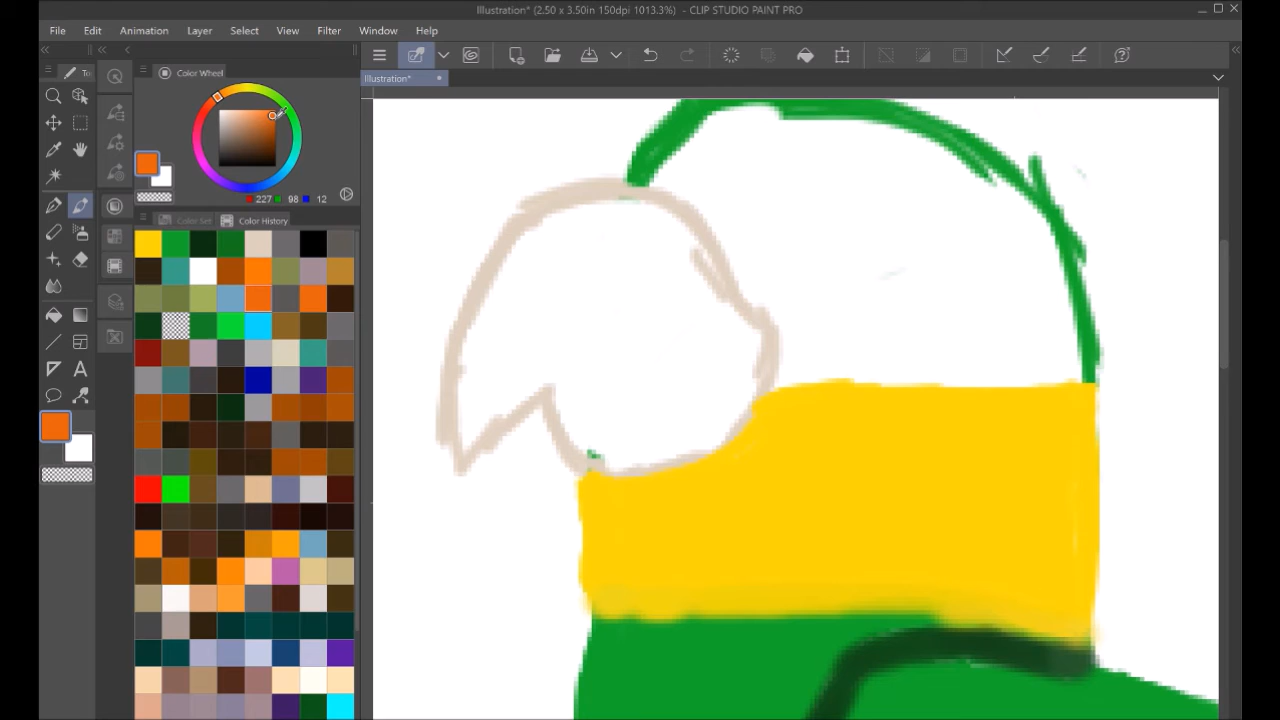 Illustration* (2.50 x 3.50in 150dpi 1013.3%) - CLIP STUDIO PAINT PRO
File Edit Animation Layer Select View Filter Window Help
To Color Wheel Illustration*
227 98 12
Color Set Color History
A